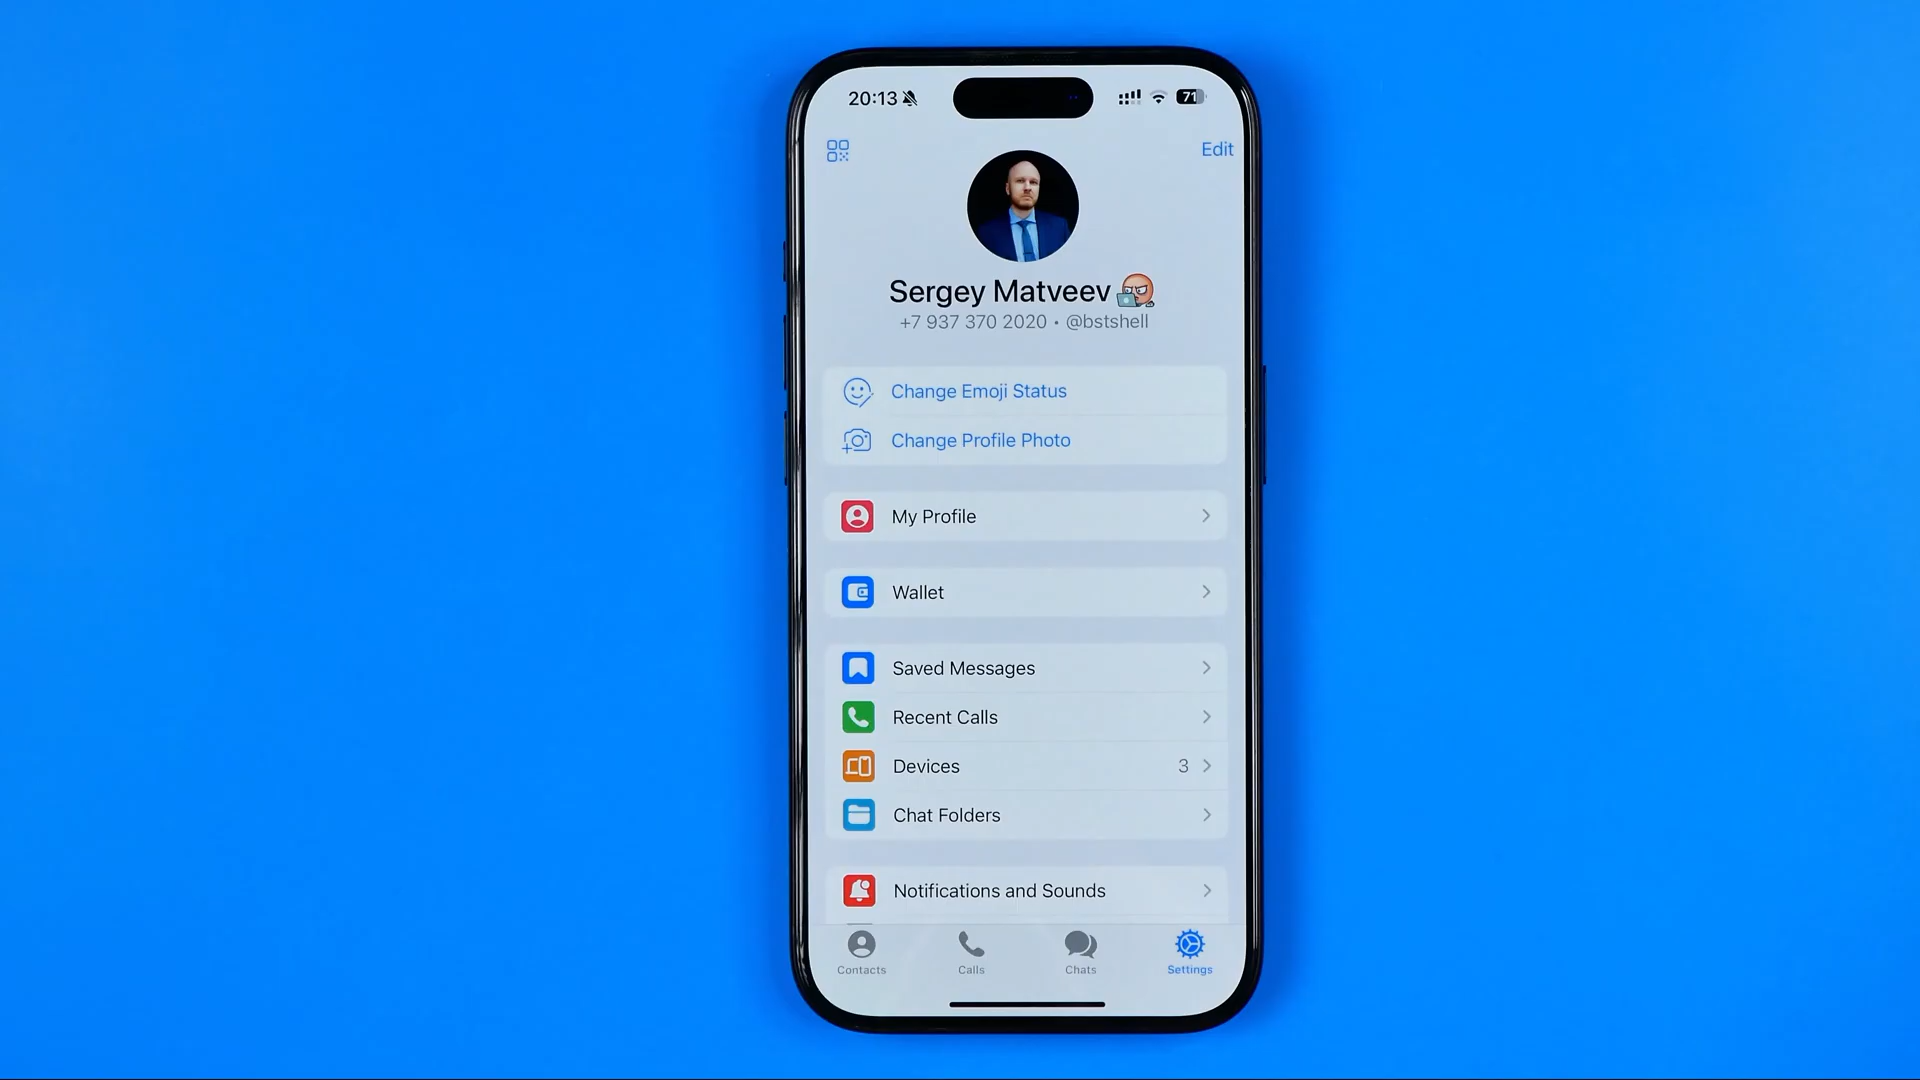 20:13 71
Edit
Sergey Matveev
+7 937 370 2020 • @bstshell
Change Emoji Status
Change Profile Photo
My Profile
Wallet
Saved Messages
Recent Calls
Devices 3
Chat Folders
Notifications and Sounds
Contacts Calls Chats Settings